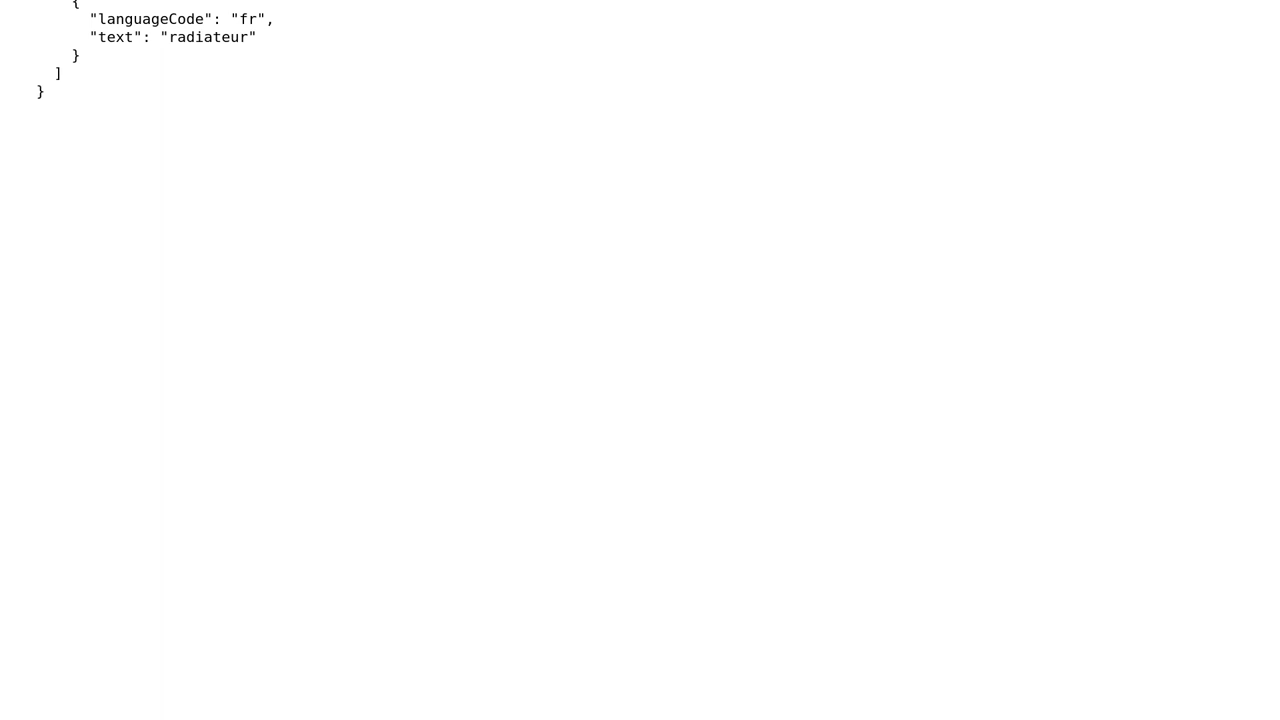 {
"languageCode": "fr",
"text": "radiateur"
}
]
}